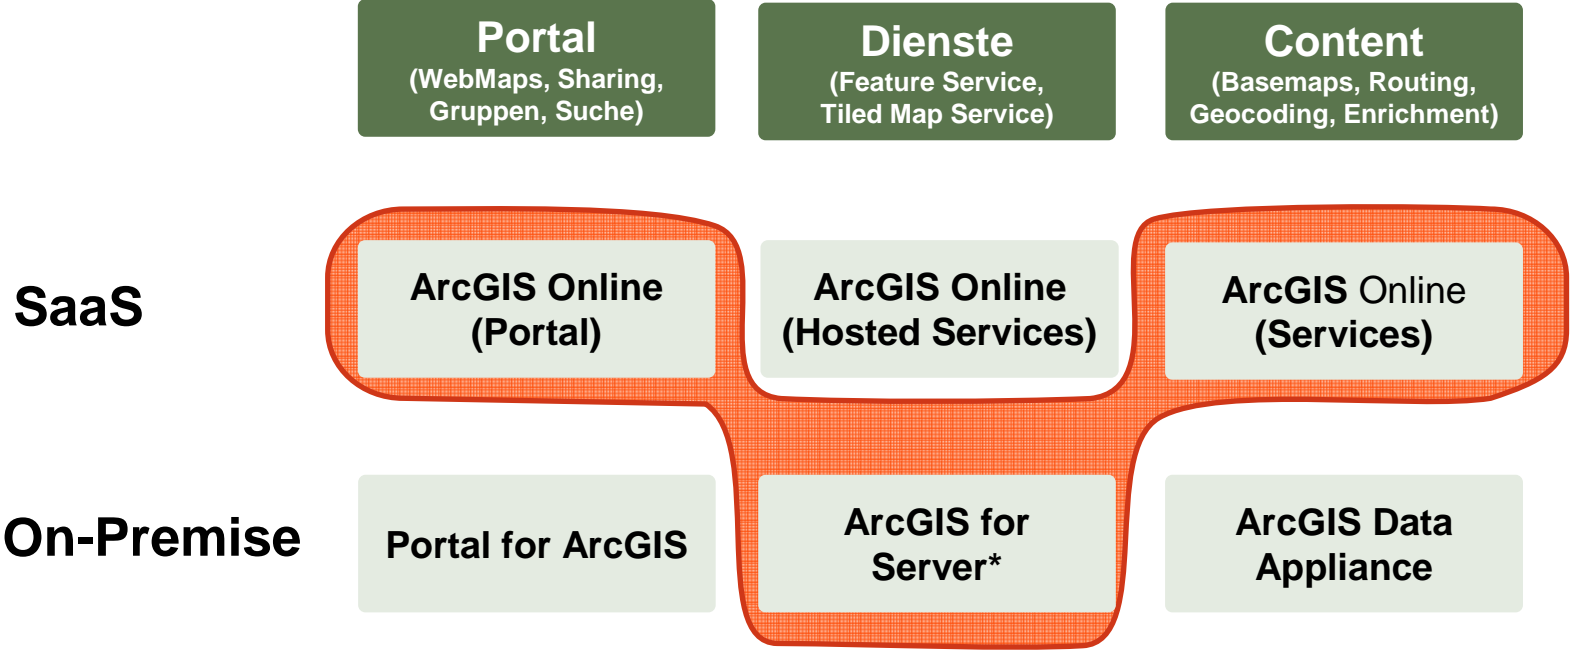 Portal
(WebMaps, Sharing,
Gruppen, Suche)
Dienste
(Feature Service,
Tiled Map Service)
Content
(Basemaps, Routing,
Geocoding, Enrichment)
SaaS
ArcGIS Online
(Portal)
ArcGIS Online
(Hosted Services)
ArcGIS Online
(Services)
On-Premise
Portal for ArcGIS
ArcGIS for
Server*
ArcGIS Data
Appliance